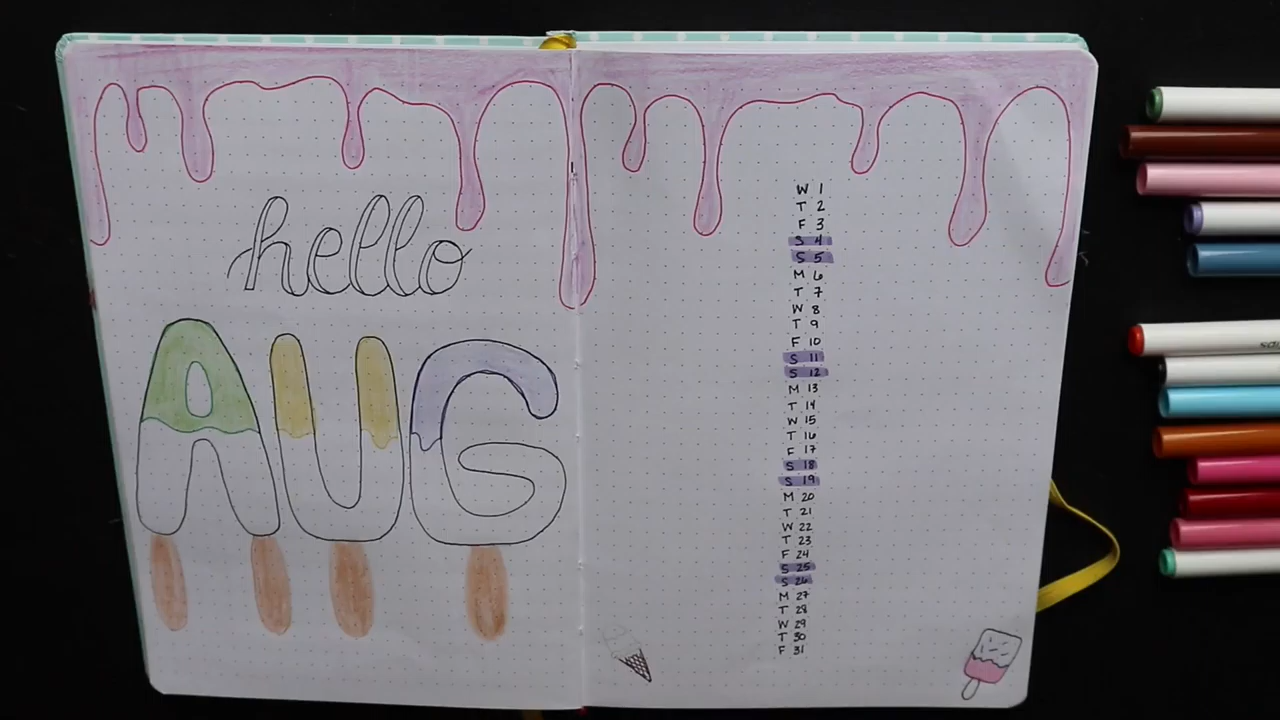 hello
AUG
W 1
T 2
F 3
S 4
S 5
M 6
T 7
W 8
T 9
F 10
S 11
S 12
M 13
T 14
W 15
T 16
F 17
S 18
S 19
M 20
T 21
W 22
T 23
F 24
S 25
S 26
M 27
T 28
W 29
T 30
F 31